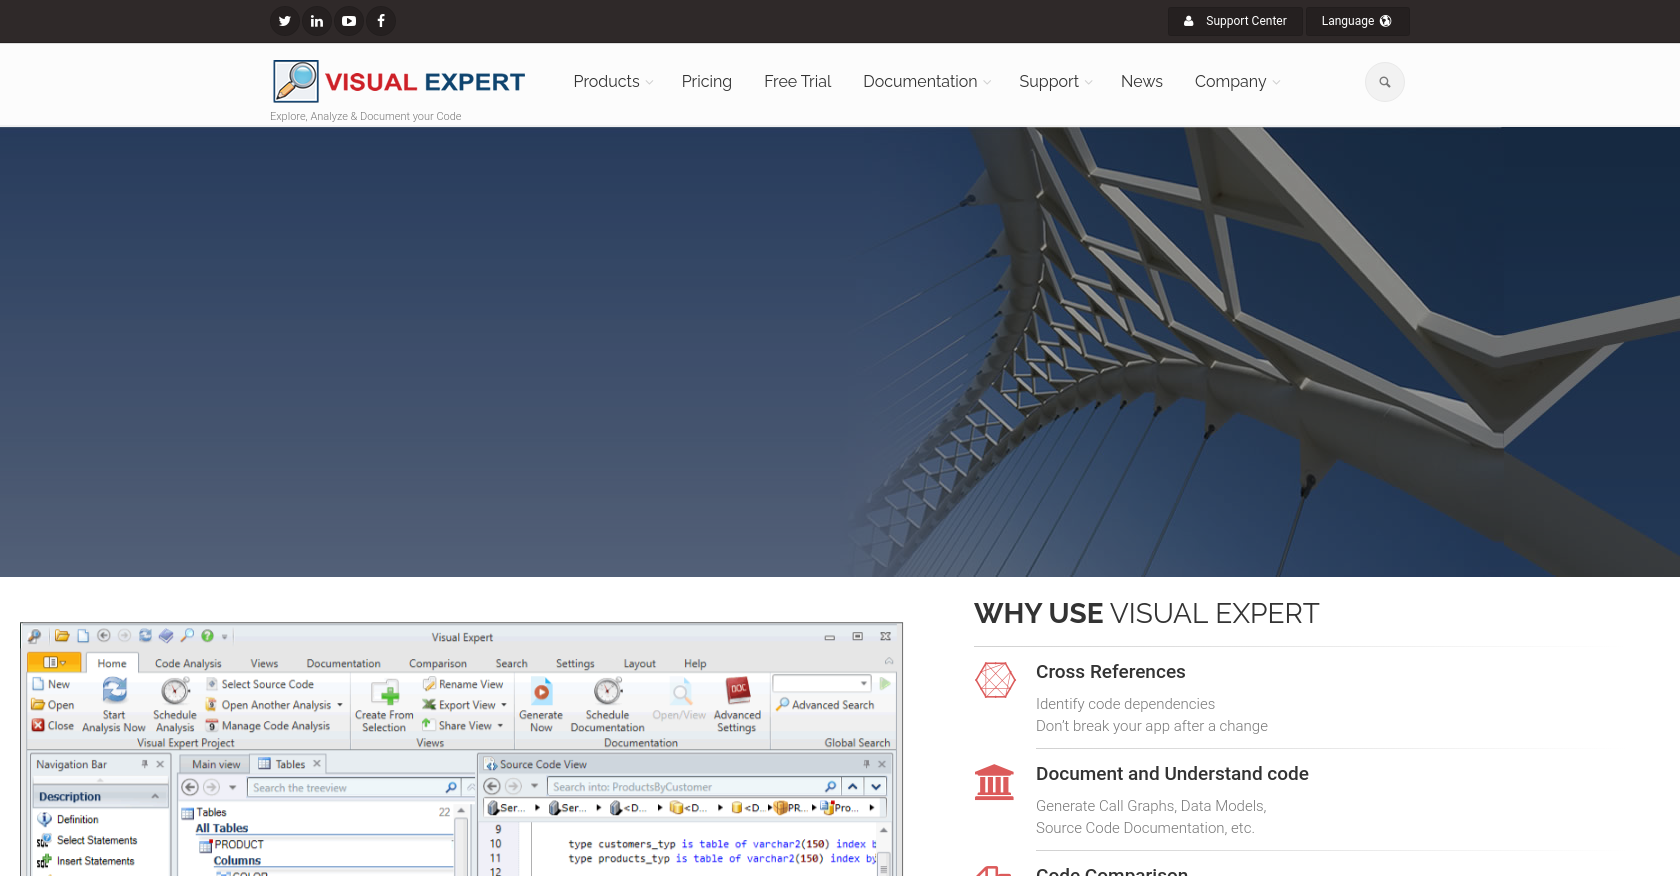 Support Center
Language
VISUAL EXPERT
Explore, Analyze & Document your Code
Products
Pricing
Free Trial
Documentation
Support
News
Company
WHY USE VISUAL EXPERT
Cross References
Identify code dependencies
Don't break your app after a change
Document and Understand code
Generate Call Graphs, Data Models,
Source Code Documentation, etc.
Code Comparison
Visual Expert
Home
Code Analysis
Views
Documentation
Comparison
Search
Settings
Layout
Help
New
Open
Close
Start
Analysis Now
Schedule
Analysis
Select Source Code
Open Another Analysis
Manage Code Analysis
Visual Expert Project
Create From
Selection
Rename View
Export View
Share View
Views
Generate
Now
Schedule
Documentation
Open/View
DOC
Advanced
Settings
Documentation
Advanced Search
Global Search
Navigation Bar
Description
Definition
Select Statements
Insert Statements
Main view
Tables
Search the treeview
Tables 22
All Tables
PRODUCT
Columns
COLOR
Source Code View
Search into: ProductsByCustomer
Ser...
Ser...
<D...
<D...
<D..
PR...
Pro...
9
10 type customers_typ is table of varchar2(150) index b
11 type products_typ is table of varchar2(150) index by
12